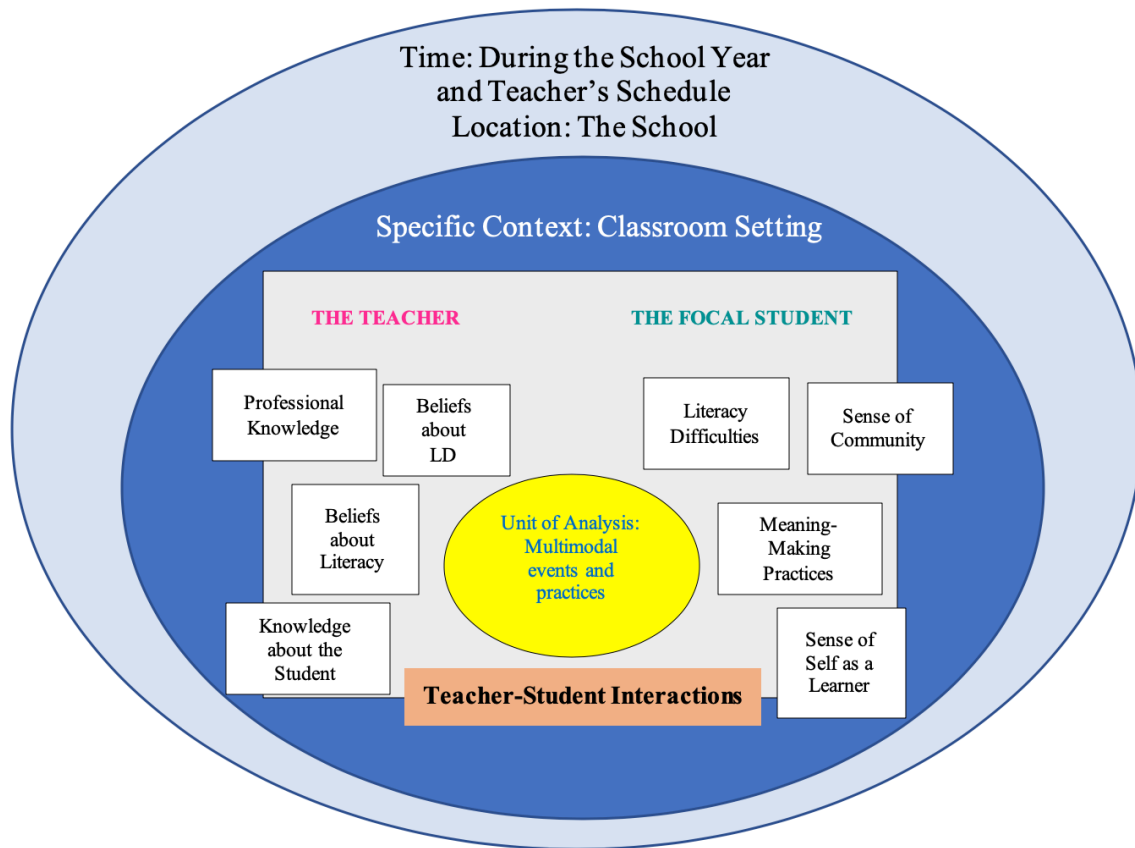 Time: During the School Year
and Teacher's Schedule
Location: The School
Specific Context: Classroom Setting
THE TEACHER
THE FOCAL STUDENT
Professional
Knowledge
Beliefs
about
LD
Beliefs
about
Literacy
Knowledge
about the
Student
Literacy
Difficulties
Sense of
Community
Meaning-
Making
Practices
Sense of
Self as a
Learner
Unit of Analysis:
Multimodal
events and
practices
Teacher-Student Interactions